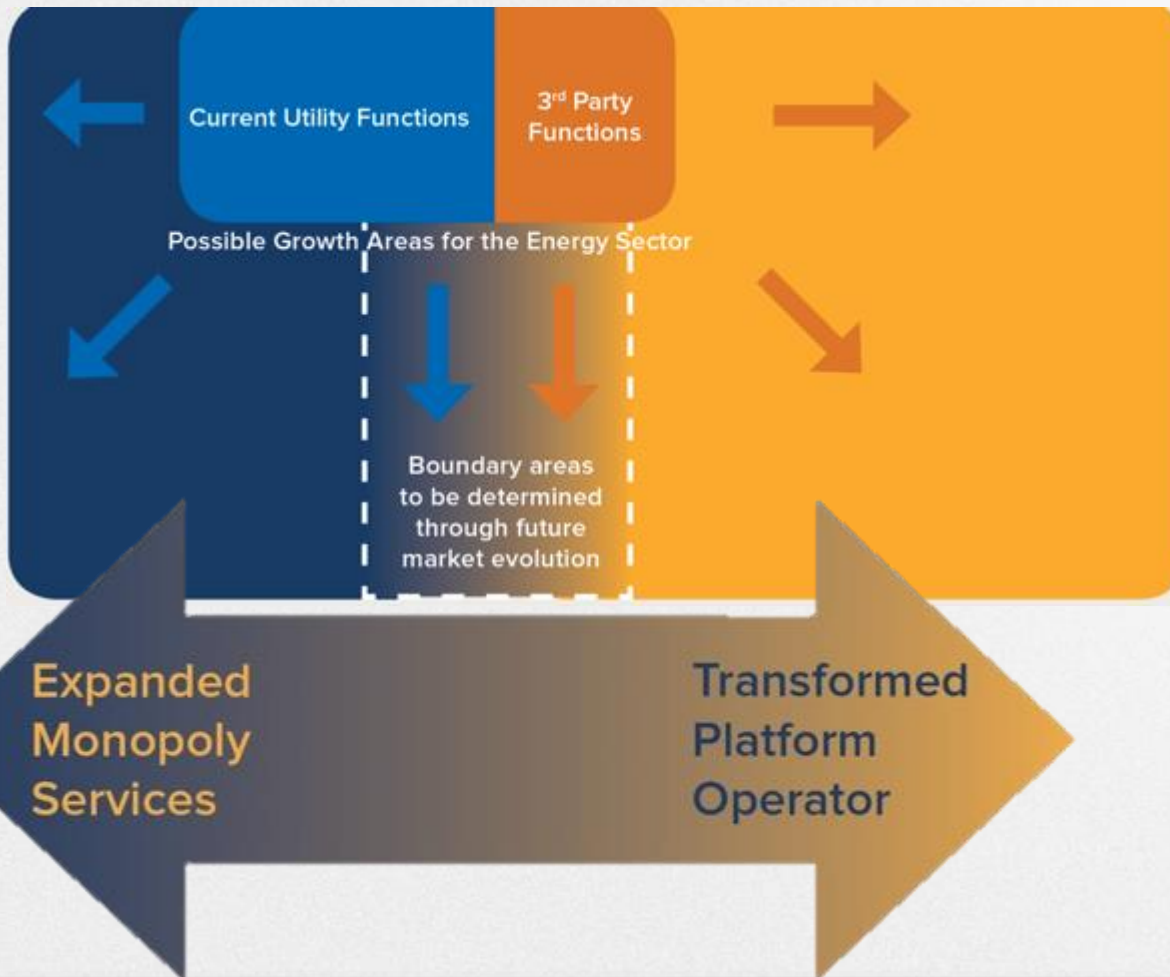 Current Utility Functions
3rd Party
Functions
Possible Growth Areas for the Energy Sector
Boundary areas
to be determined
through future
market evolution
Expanded
Monopoly
Services
Transformed
Platform
Operator